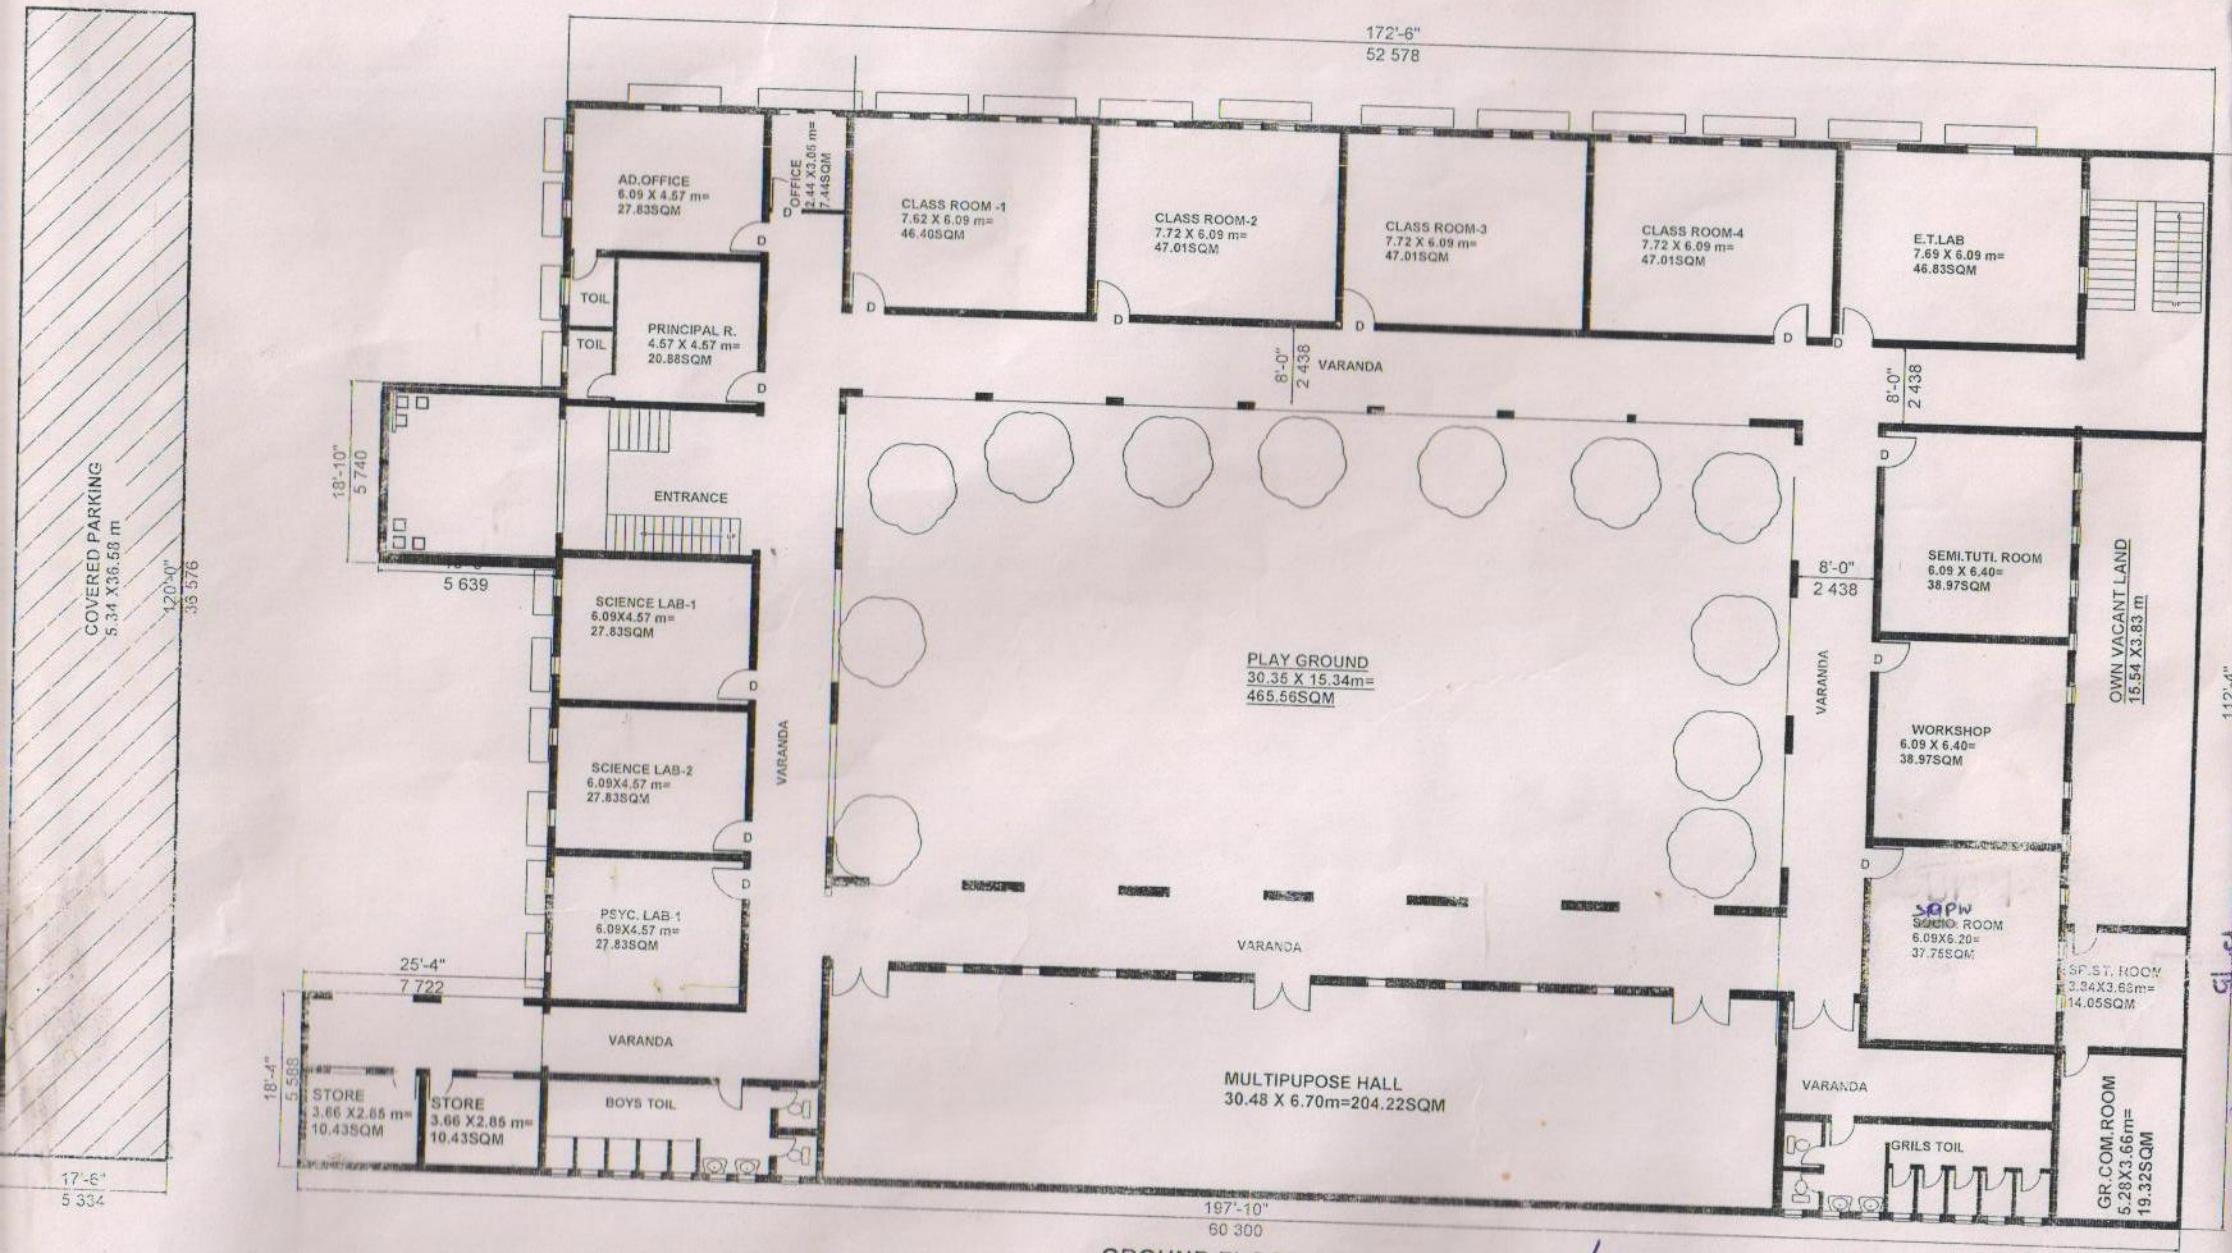 172'-6"
52 578
AD.OFFICE
6.09 X 4.57 m=
27.83SQM
OFFICE
2.44 X3.05 m=
7.44SQM
D
D
CLASS ROOM -1
7.62 X 6.09 m=
46.40SQM
D
CLASS ROOM-2
7.72 X 6.09 m=
47.01SQM
D
CLASS ROOM-3
7.72 X 6.09 m=
47.01SQM
D
CLASS ROOM-4
7.72 X 6.09 m=
47.01SQM
D
E.T.LAB
7.69 X 6.09 m=
46.83SQM
D
TOIL
TOIL
PRINCIPAL R.
4.57 X 4.57 m=
20.88SQM
D
8'-0"
2 438
VARANDA
8'-0"
2 438
18'-10"
5 740
ENTRANCE
UP
5 639
COVERED PARKING
5.34 X36.58 m
120'-0"
36 576
SCIENCE LAB-1
6.09X4.57 m=
27.83SQM
D
SCIENCE LAB-2
6.09X4.57 m=
27.83SQM
D
PSYC. LAB-1
6.09X4.57 m=
27.83SQM
D
VARANDA
PLAY GROUND
30.35 X 15.34m=
465.56SQM
8'-0"
2 438
VARANDA
D
SEMI.TUTI. ROOM
6.09 X 6.40=
38.97SQM
D
WORKSHOP
6.09 X 6.40=
38.97SQM
D
ROOM
6.09X6.20=
37.75SQM
OWN VACANT LAND
15.54 X3.83 m
112'-4"
SP.ST. ROOM
14.05SQM
VARANDA
25'-4"
7 722
18'-4"
5 588
VARANDA
STORE
3.66 X2.85 m=
10.43SQM
STORE
3.66 X2.85 m=
10.43SQM
BOYS TOIL
MULTIPUPOSE HALL
30.48 X 6.70m=204.22SQM
VARANDA
GRILS TOIL
GR.COM.ROOM
5.28X3.66m=
19.32SQM
17'-6"
5 334
197'-10"
60 300